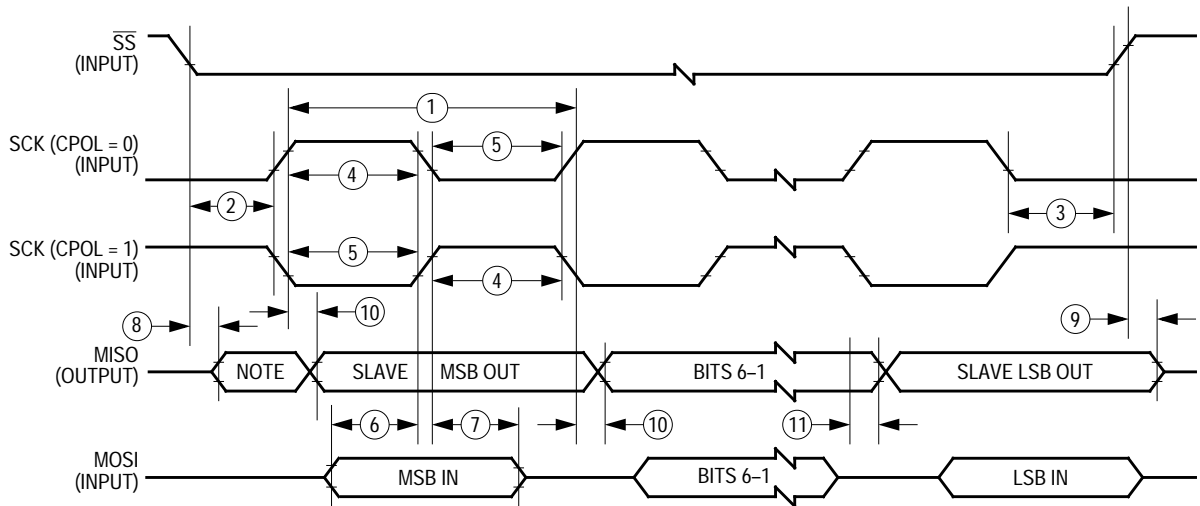 SS
(INPUT)
1
SCK (CPOL = 0)
(INPUT)
5
4
2
3
SCK (CPOL = 1)
(INPUT)
5
4
8
10
9
MISO
(OUTPUT)
NOTE
SLAVE MSB OUT
BITS 6–1
SLAVE LSB OUT
6
7
10
11
MOSI
(INPUT)
MSB IN
BITS 6–1
LSB IN